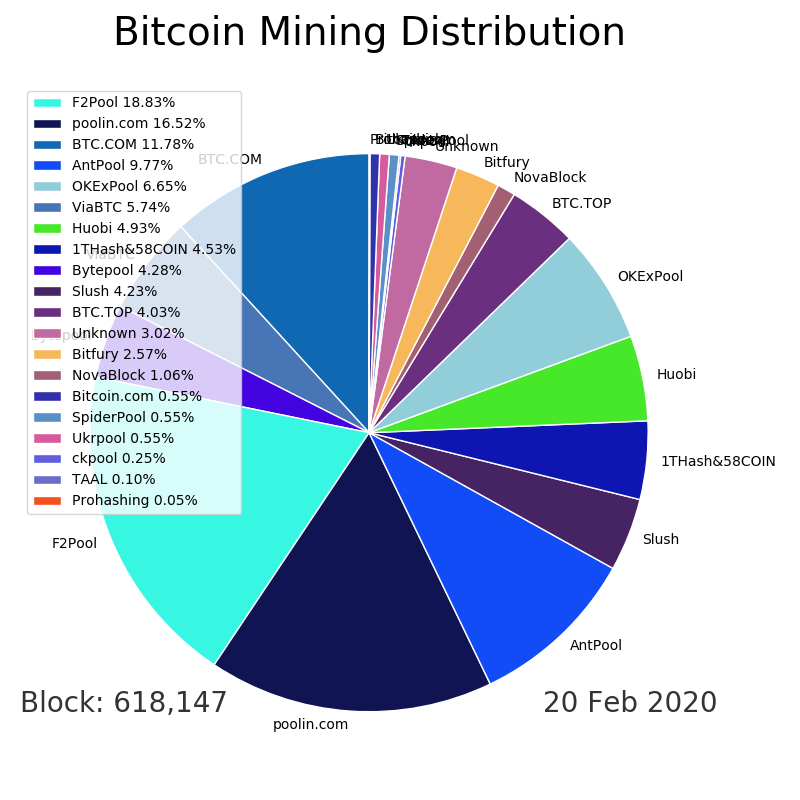 Bitcoin Mining Distribution
F2Pool 18.83%
poolin.com 16.52%
BTC.COM 11.78%
AntPool 9.77%
OKExPool 6.65%
ViaBTC 5.74%
Huobi 4.93%
1THash&58COIN 4.53%
Bytepool 4.28%
Slush 4.23%
BTC.TOP 4.03%
Unknown 3.02%
Bitfury 2.57%
NovaBlock 1.06%
Bitcoin.com 0.55%
SpiderPool 0.55%
Ukrpool 0.55%
ckpool 0.25%
TAAL 0.10%
Prohashing 0.05%
Unknown
Bitfury
NovaBlock
BTC.TOP
OKExPool
Huobi
1THash&58COIN
Slush
AntPool
poolin.com
F2Pool
ViaBTC
BTC.COM
Block: 618,147
20 Feb 2020